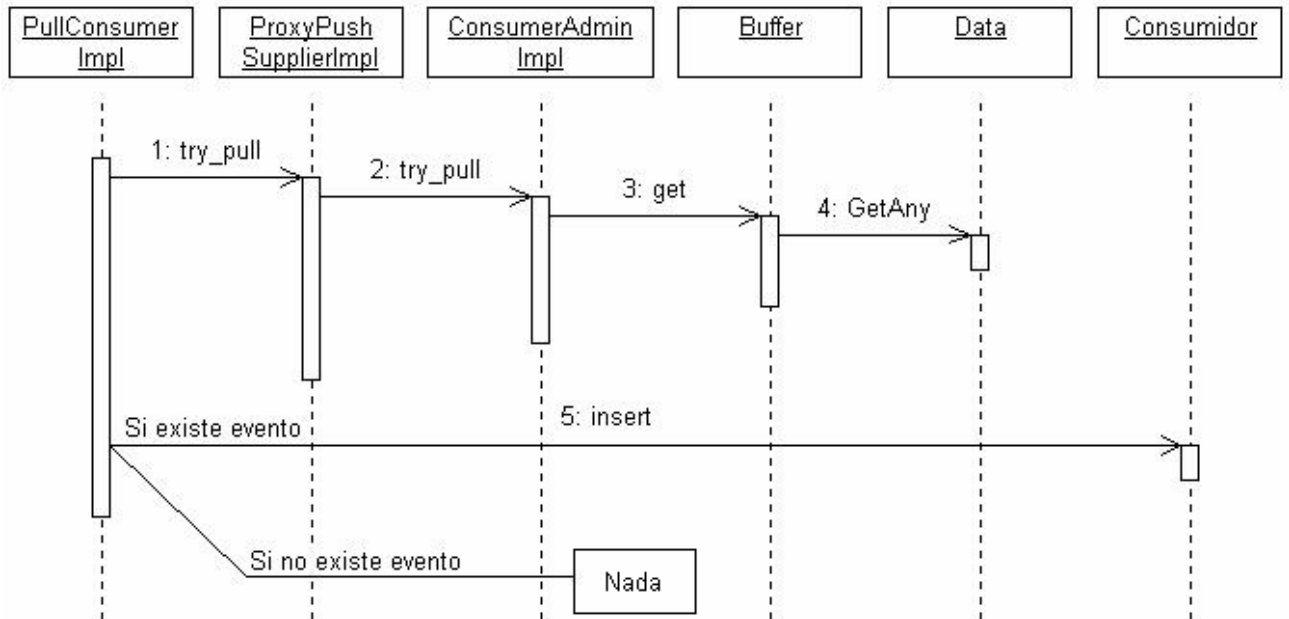 PullConsumer
Impl
ProxyPush
SupplierImpl
ConsumerAdmin
Impl
Buffer
Data
Consumidor
1: try_pull
2: try_pull
3: get
4: GetAny
Si existe evento
5: insert
Si no existe evento
Nada